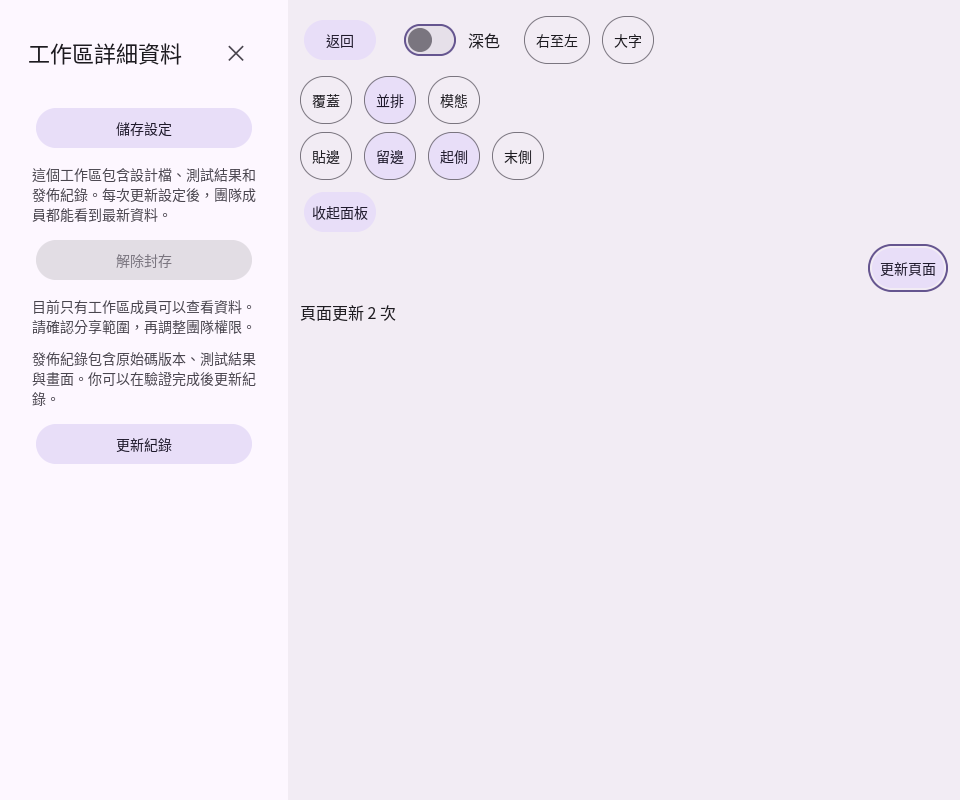 工作區詳細資料
儲存設定
這個工作區包含設計檔、測試結果和
發佈紀錄。每次更新設定後，團隊成
員都能看到最新資料。
解除封存
目前只有工作區成員可以查看資料。
請確認分享範圍，再調整團隊權限。
發佈紀錄包含原始碼版本、測試結果
與畫面。你可以在驗證完成後更新紀
錄。
更新紀錄
返回 深色 右至左 大字
覆蓋 並排 模態
貼邊 留邊 起側 末側
收起面板
更新頁面
頁面更新 2 次